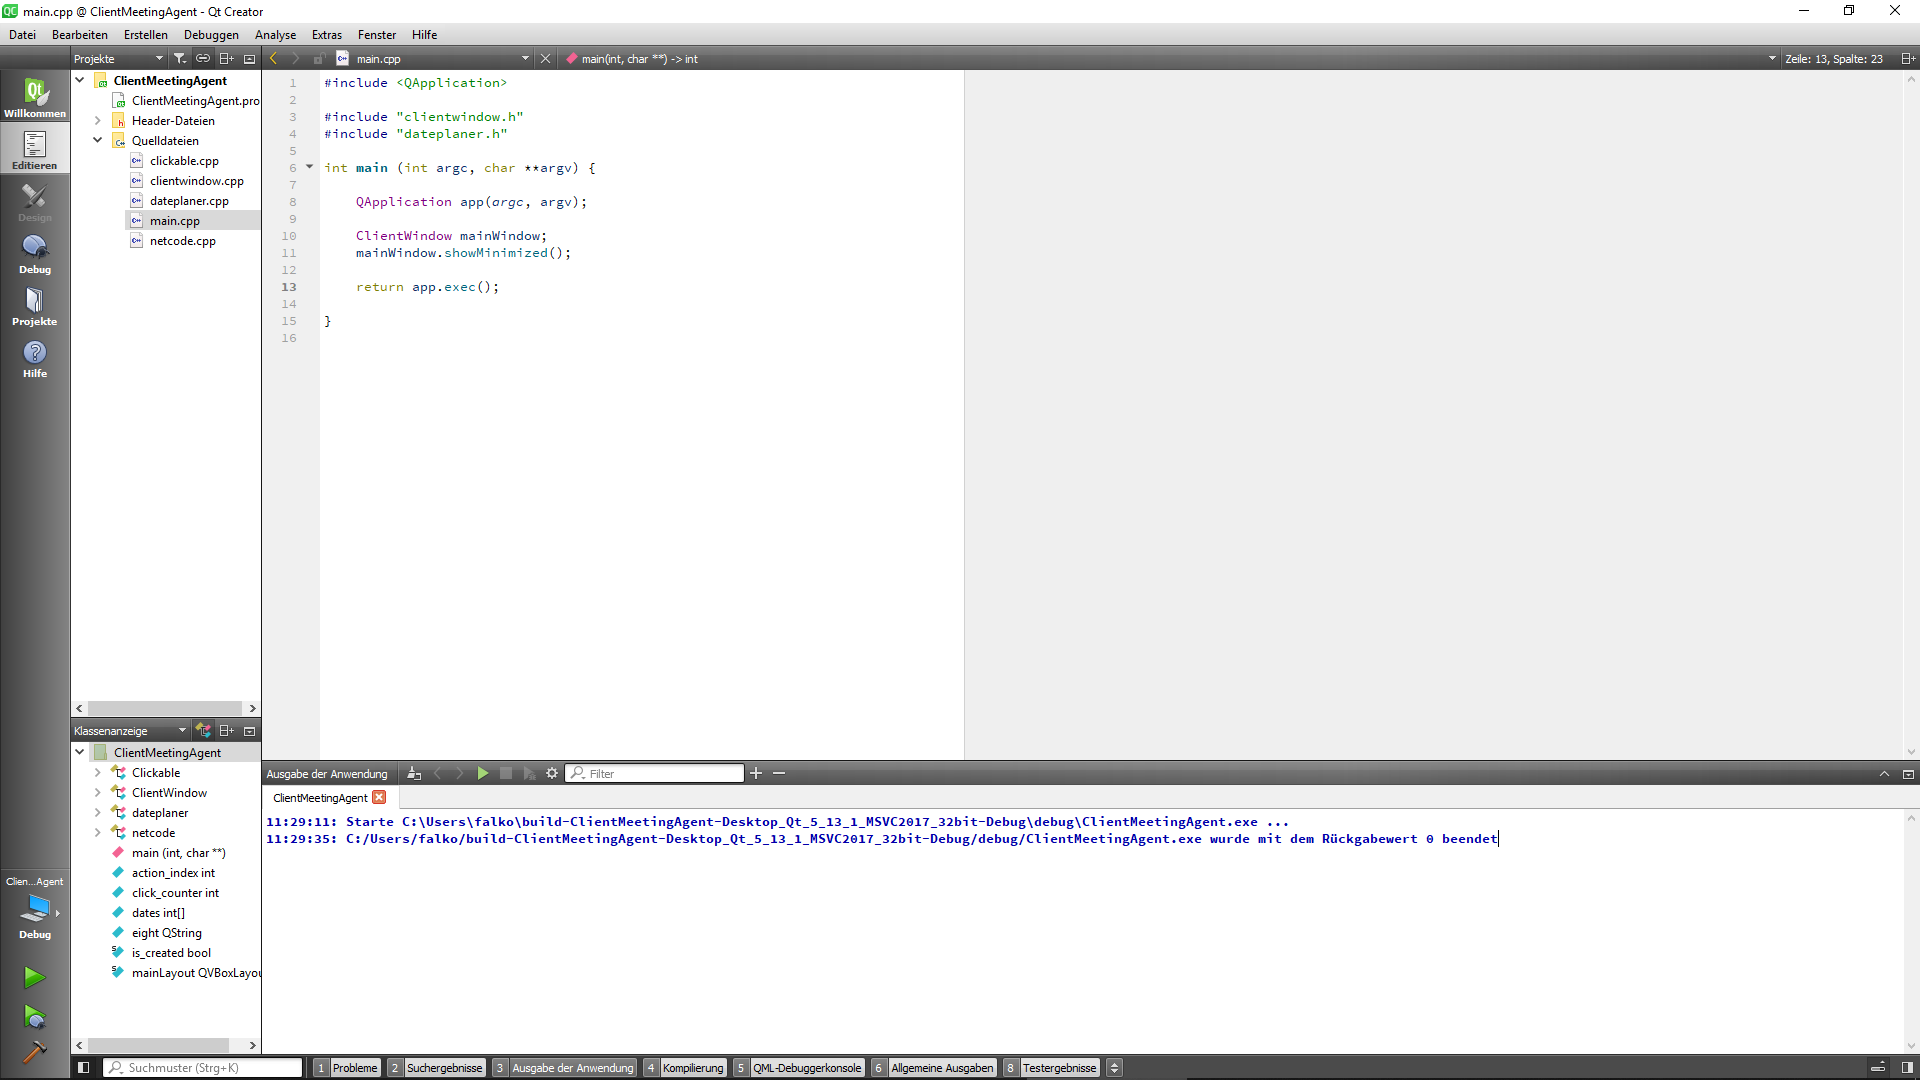 main.cpp @ ClientMeetingAgent - Qt Creator
Datei Bearbeiten Erstellen Debuggen Analyse Extras Fenster Hilfe
Projekte
main.cpp
main(int, char **) -> int
Zeile: 13, Spalte: 23
Willkommen
Editieren
Design
Debug
Projekte
Hilfe
ClientMeetingAgent
ClientMeetingAgent.pro
Header-Dateien
Quelldateien
clickable.cpp
clientwindow.cpp
dateplaner.cpp
main.cpp
netcode.cpp
1 #include <QApplication>
2
3 #include "clientwindow.h"
4 #include "dateplaner.h"
5
6 int main (int argc, char **argv) {
7
8 QApplication app(argc, argv);
9
10 ClientWindow mainWindow;
11 mainWindow.showMinimized();
12
13 return app.exec();
14
15 }
16
Klassenanzeige
ClientMeetingAgent
Clickable
ClientWindow
dateplaner
netcode
main (int, char **)
action_index int
click_counter int
dates int[]
eight QString
is_created bool
mainLayout QVBoxLayou
Ausgabe der Anwendung
Filter
ClientMeetingAgent
11:29:11: Starte C:\Users\falko\build-ClientMeetingAgent-Desktop_Qt_5_13_1_MSVC2017_32bit-Debug\debug\ClientMeetingAgent.exe ...
11:29:35: C:/Users/falko/build-ClientMeetingAgent-Desktop_Qt_5_13_1_MSVC2017_32bit-Debug/debug/ClientMeetingAgent.exe wurde mit dem Rückgabewert 0 beendet
Clien...Agent
Debug
Suchmuster (Strg+K)
1 Probleme 2 Suchergebnisse 3 Ausgabe der Anwendung 4 Kompilierung 5 QML-Debuggerkonsole 6 Allgemeine Ausgaben 8 Testergebnisse